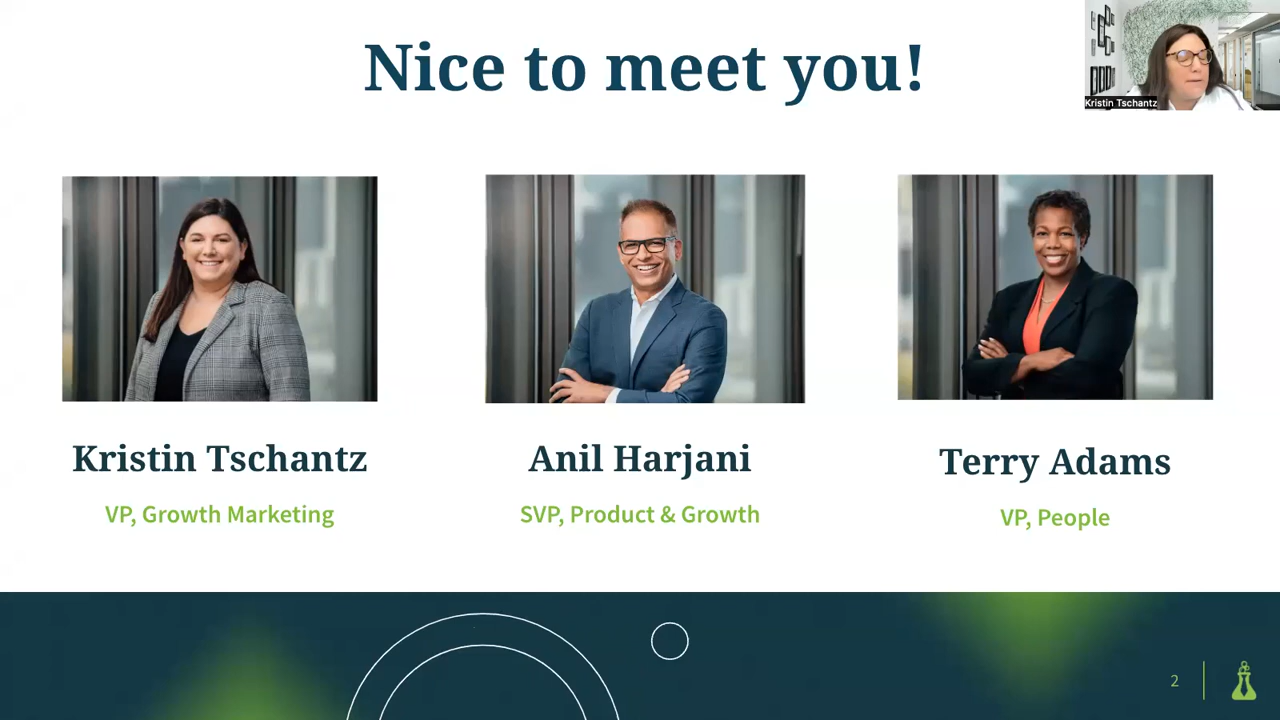 Nice to meet you!
Kristin Tschantz
Kristin Tschantz
VP, Growth Marketing
Anil Harjani
SVP, Product & Growth
Terry Adams
VP, People
2